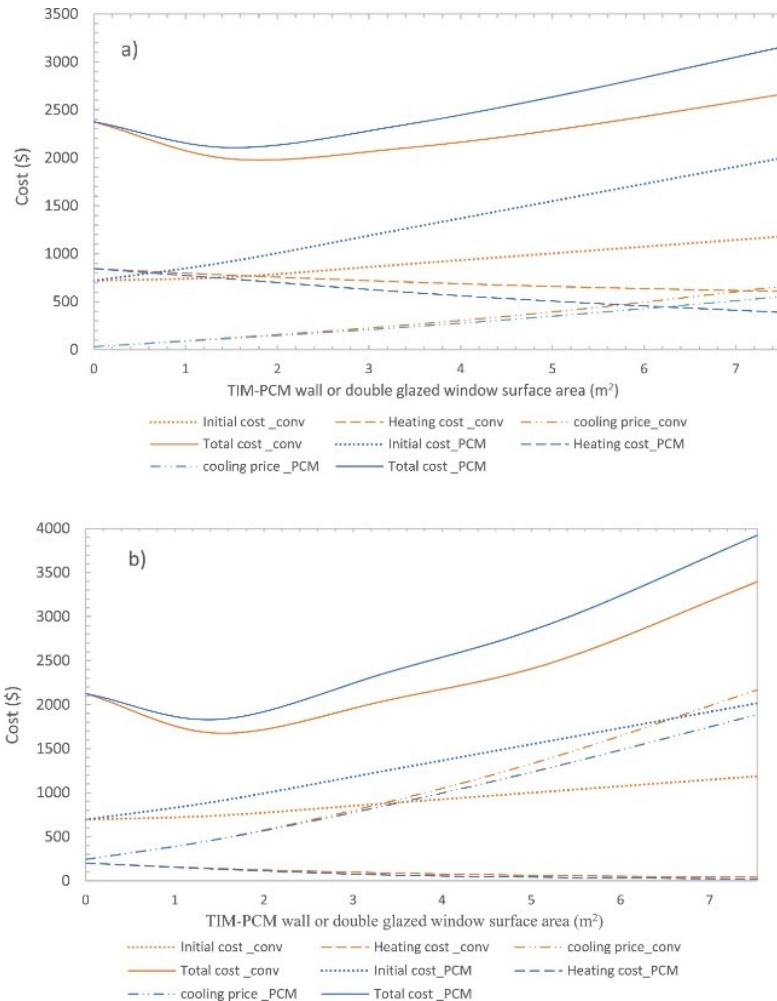 a)
3500
3000
2500
2000
1500
1000
500
0
Cost ($)
0 1 2 3 4 5 6 7
TIM-PCM wall or double glazed window surface area (m²)
Initial cost _conv Heating cost _conv cooling price_conv
Total cost _conv Initial cost_PCM Heating cost_PCM
cooling price _PCM Total cost _PCM
b)
4000
3500
3000
2500
2000
1500
1000
500
0
Cost ($)
0 1 2 3 4 5 6 7
TIM-PCM wall or double glazed window surface area (m²)
Initial cost _conv Heating cost _conv cooling price_conv
Total cost _conv Initial cost_PCM Heating cost_PCM
cooling price _PCM Total cost _PCM